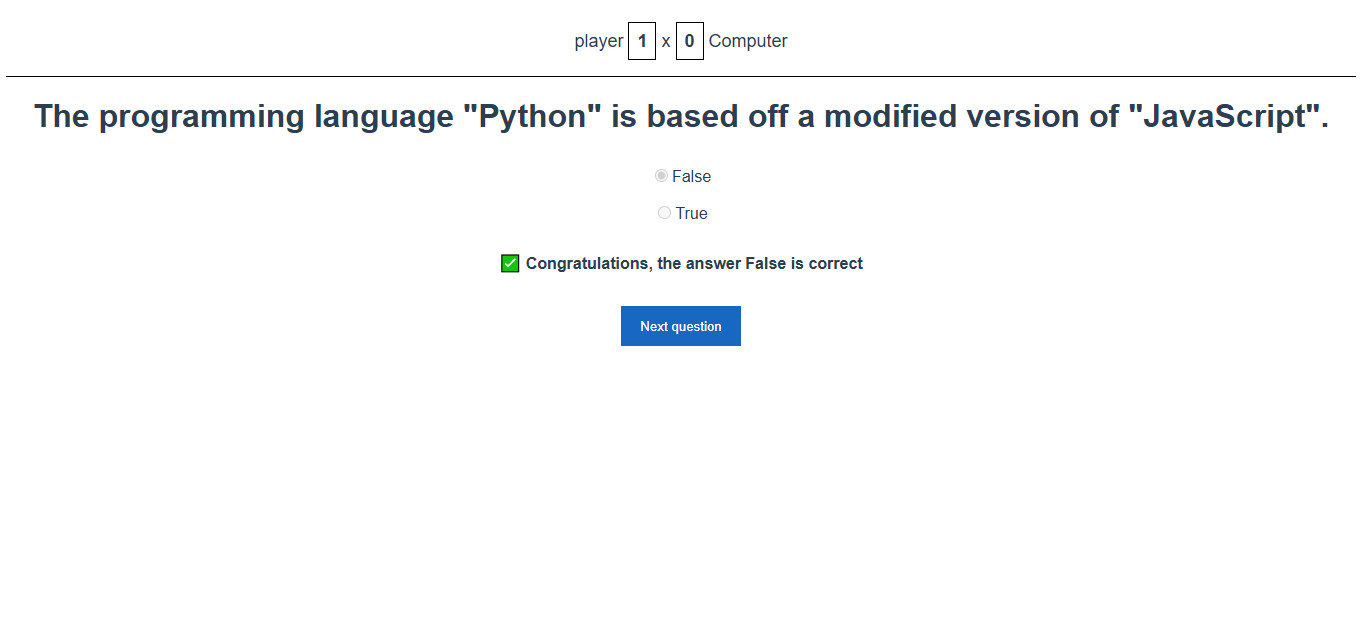 player 1 x 0 Computer
The programming language "Python" is based off a modified version of "JavaScript".
False
True
Congratulations, the answer False is correct
Next question